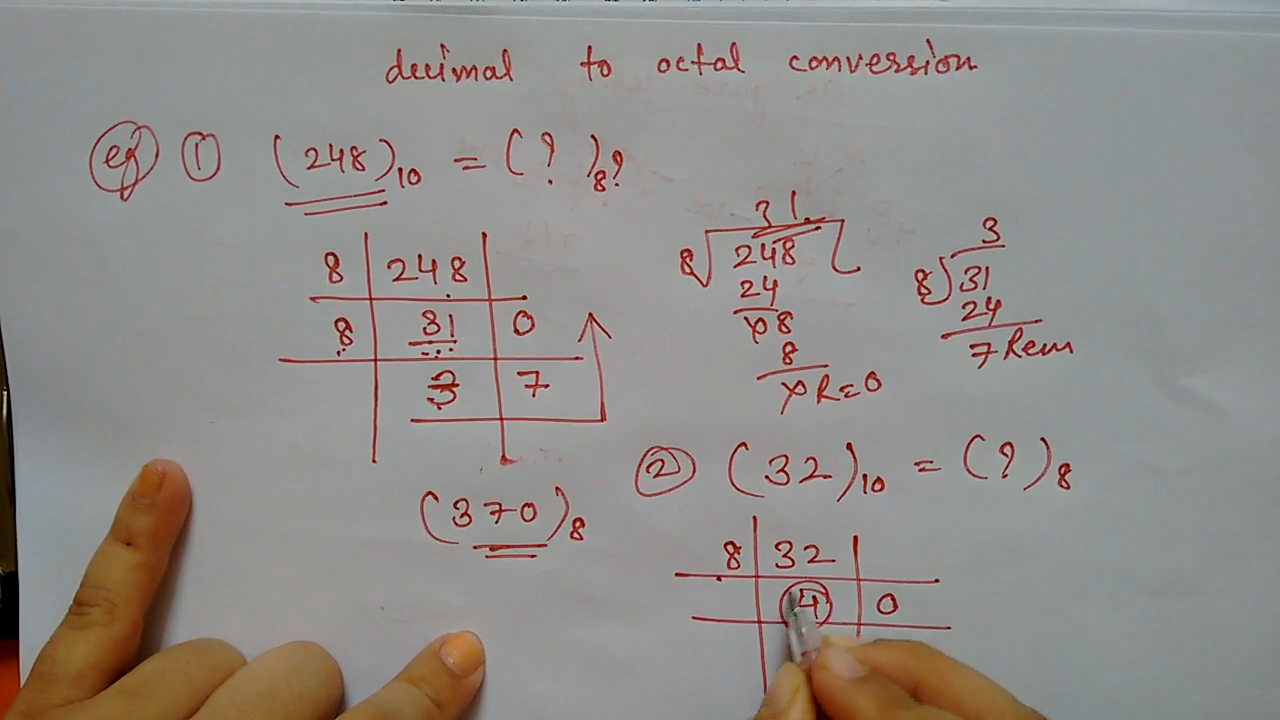 decimal to octal conversion
eg ① (248)10 = (?)8?
8 248
8 31 0
3 7
(370)8
31.
8 248
24
08
8
0 R=0
3
8 31
24
7 Rem
② (32)10 = (?)8
8 32
4 0